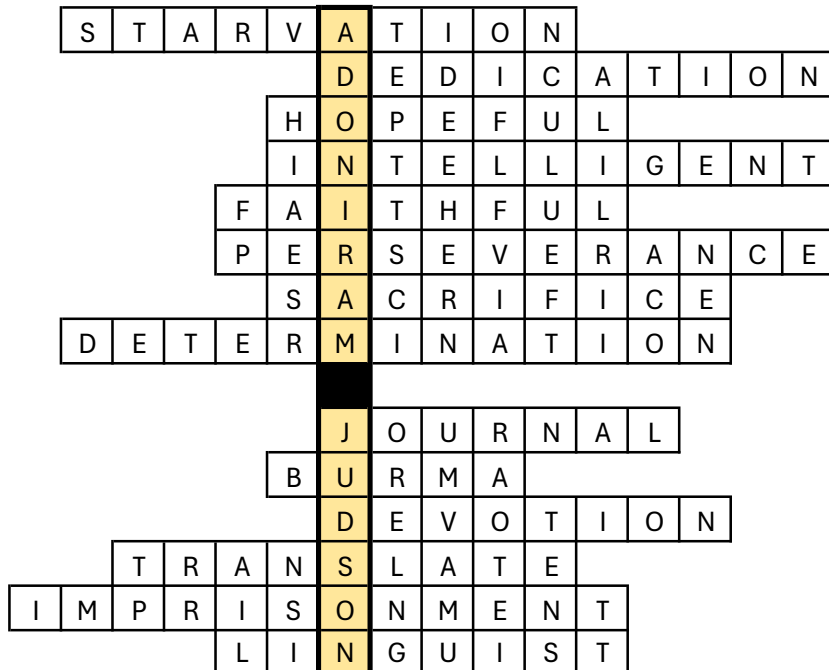 STARVATION
DEDICATION
HOPEFUL
INTELLIGENT
FAITHFUL
PERSEVERANCE
SACRIFICE
DETERMINATION
JOURNAL
BURMA
DEVOTION
TRANSLATE
IMPRISONMENT
LINGUIST